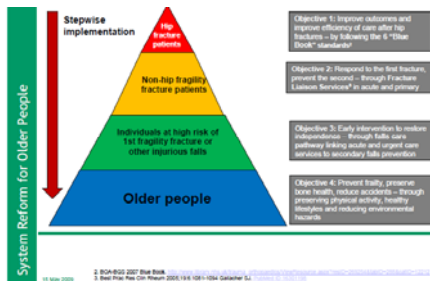 System Reform for Older People
Stepwise
implementation
Hip
fracture
patients
Non-hip fragility
fracture patients
Individuals at high risk of
1st fragility fracture or
other injurious falls
Older people
Objective 1: Improve outcomes and
improve efficiency of care after hip
fractures – by following the 6 "Blue
Book" standards
Objective 2: Respond to the first fracture,
prevent the second – through Fracture
Liaison Services in acute and primary
Objective 3: Early intervention to restore
independence – through falls care
pathway linking acute and urgent care
services to secondary falls prevention
Objective 4: Prevent frailty, preserve
bone health, reduce accidents – through
preserving physical activity, healthy
lifestyles and reducing environmental
hazards
2. BOA-BGS 2007 Blue Book.
3. Best Prac Res Clin Rheum 2005;19:6:1081-1094 Gallacher SJ.